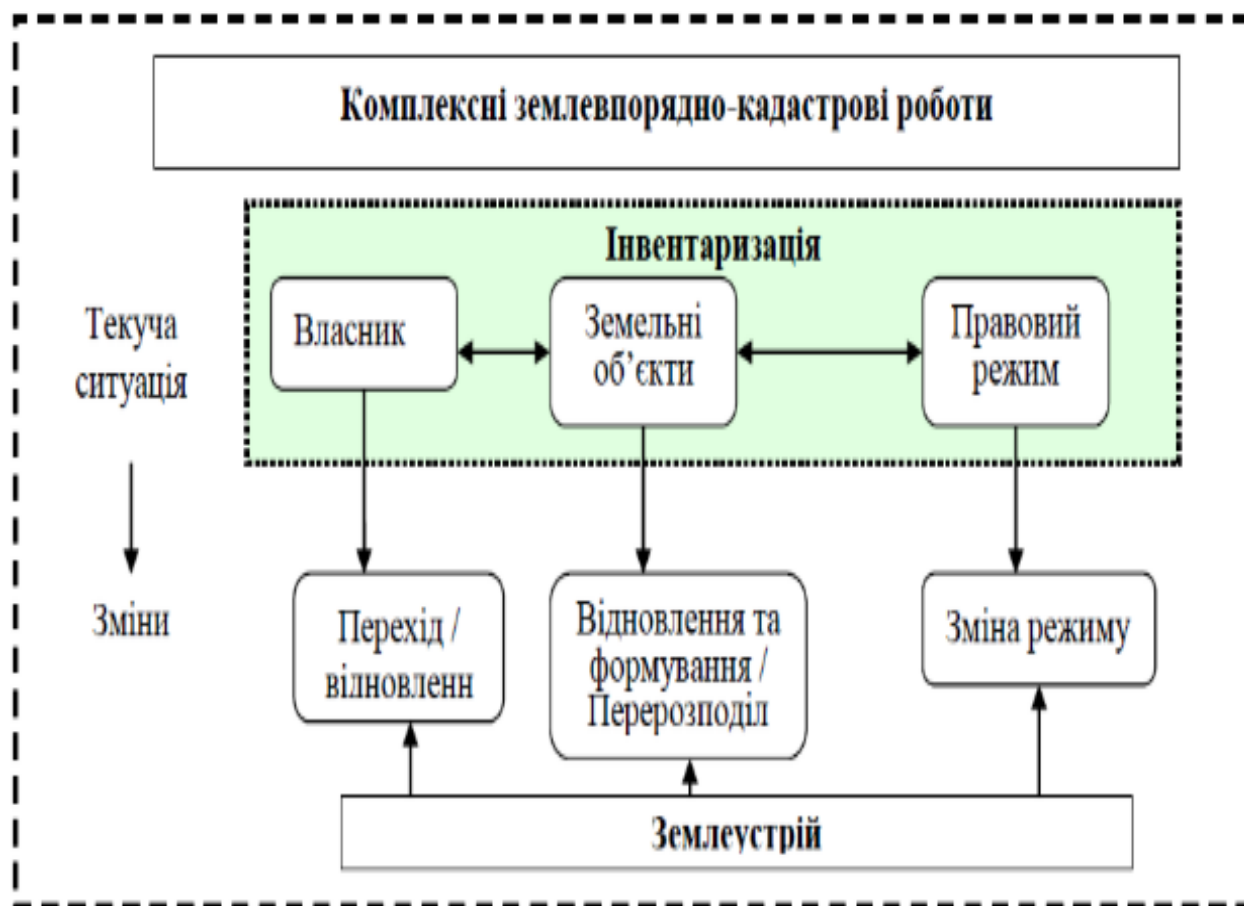 Комплексні землевпорядно-кадастрові роботи
Інвентаризація
Текуча
ситуація
Власник
Земельні
об’єкти
Правовий
режим
Зміни
Перехід /
відновленн
Відновлення та
формування /
Перерозподіл
Зміна режиму
Землеустрій